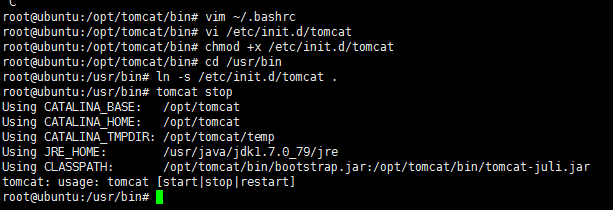 C
root@ubuntu:/opt/tomcat/bin# vim ~/.bashrc
root@ubuntu:/opt/tomcat/bin# vi /etc/init.d/tomcat
root@ubuntu:/opt/tomcat/bin# chmod +x /etc/init.d/tomcat
root@ubuntu:/opt/tomcat/bin# cd /usr/bin
root@ubuntu:/usr/bin# ln -s /etc/init.d/tomcat .
root@ubuntu:/usr/bin# tomcat stop
Using CATALINA_BASE:   /opt/tomcat
Using CATALINA_HOME:   /opt/tomcat
Using CATALINA_TMPDIR: /opt/tomcat/temp
Using JRE_HOME:        /usr/java/jdk1.7.0_79/jre
Using CLASSPATH:       /opt/tomcat/bin/bootstrap.jar:/opt/tomcat/bin/tomcat-juli.jar
tomcat: usage: tomcat [start|stop|restart]
root@ubuntu:/usr/bin#